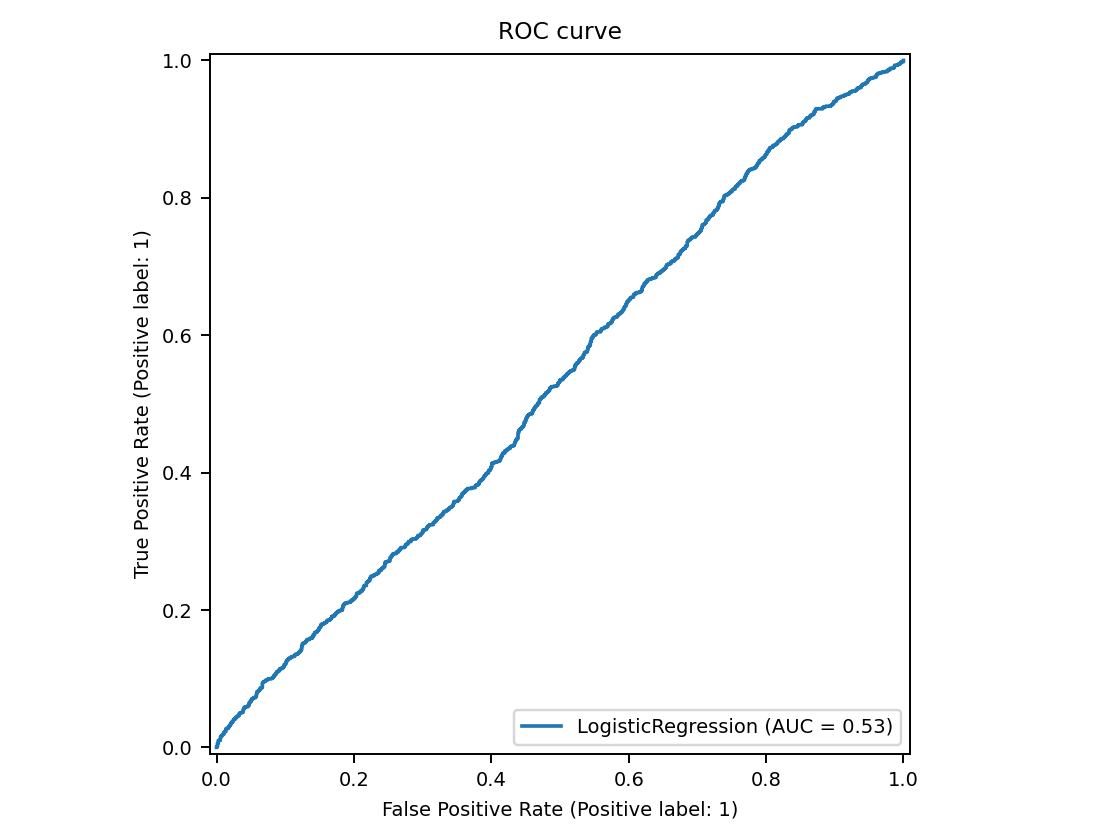 ROC curve
1.0
0.8
0.6
0.4
0.2
0.0
True Positive Rate (Positive label: 1)
LogisticRegression (AUC = 0.53)
0.0 0.2 0.4 0.6 0.8 1.0
False Positive Rate (Positive label: 1)